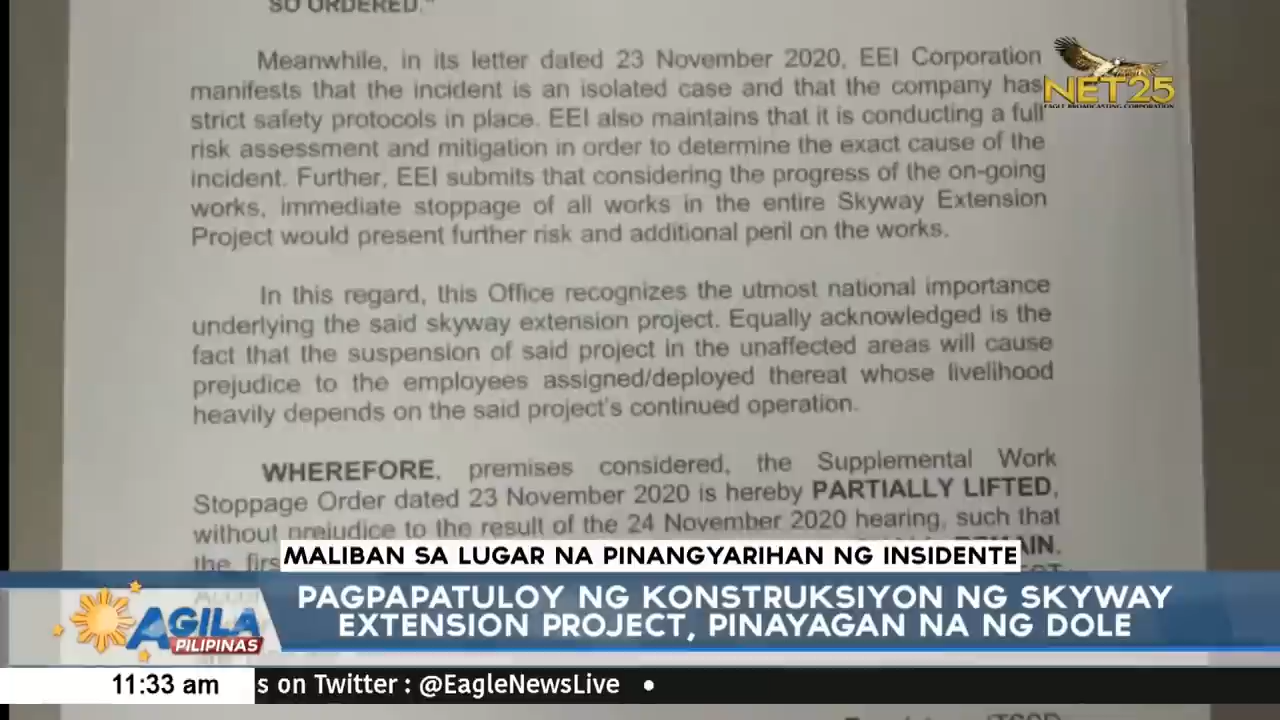 SO ORDERED."
Meanwhile, in its letter dated 23 November 2020, EEI Corporation
manifests that the incident is an isolated case and that the company has
strict safety protocols in place. EEI also maintains that it is conducting a full
risk assessment and mitigation in order to determine the exact cause of the
incident. Further, EEI submits that considering the progress of the on-going
works, immediate stoppage of all works in the entire Skyway Extension
Project would present further risk and additional peril on the works.
In this regard, this Office recognizes the utmost national importance
underlying the said skyway extension project. Equally acknowledged is the
fact that the suspension of said project in the unaffected areas will cause
prejudice to the employees assigned/deployed thereat whose livelihood
heavily depends on the said project's continued operation.
WHEREFORE, premises considered, the Supplemental Work
Stoppage Order dated 23 November 2020 is hereby PARTIALLY LIFTED,
without prejudice to the result of the 24 November 2020 hearing, such that
the
NET25
EAGLE BROADCASTING CORPORATION
MALIBAN SA LUGAR NA PINANGYARIHAN NG INSIDENTE
PAGPAPATULOY NG KONSTRUKSIYON NG SKYWAY
EXTENSION PROJECT, PINAYAGAN NA NG DOLE
AGILA
PILIPINAS
11:33 am
s on Twitter : @EagleNewsLive •